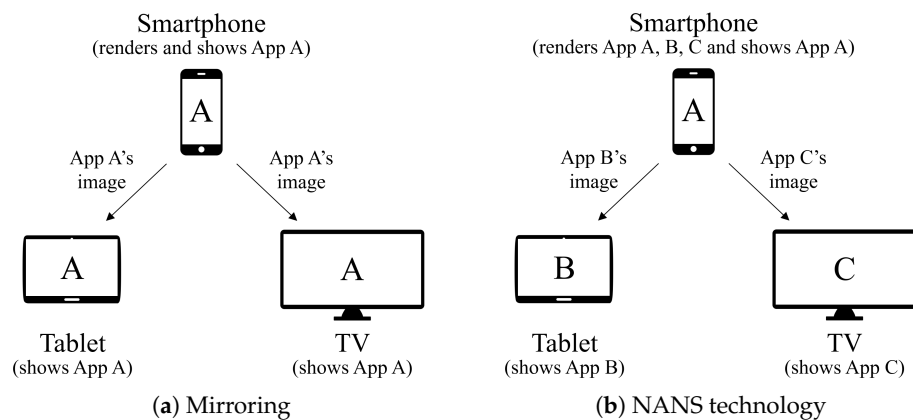 Smartphone
(renders and shows App A)
A
App A's
image
App A's
image
A
A
Tablet
(shows App A)
TV
(shows App A)
(a) Mirroring
Smartphone
(renders App A, B, C and shows App A)
A
App B's
image
App C's
image
B
C
Tablet
(shows App B)
TV
(shows App C)
(b) NANS technology